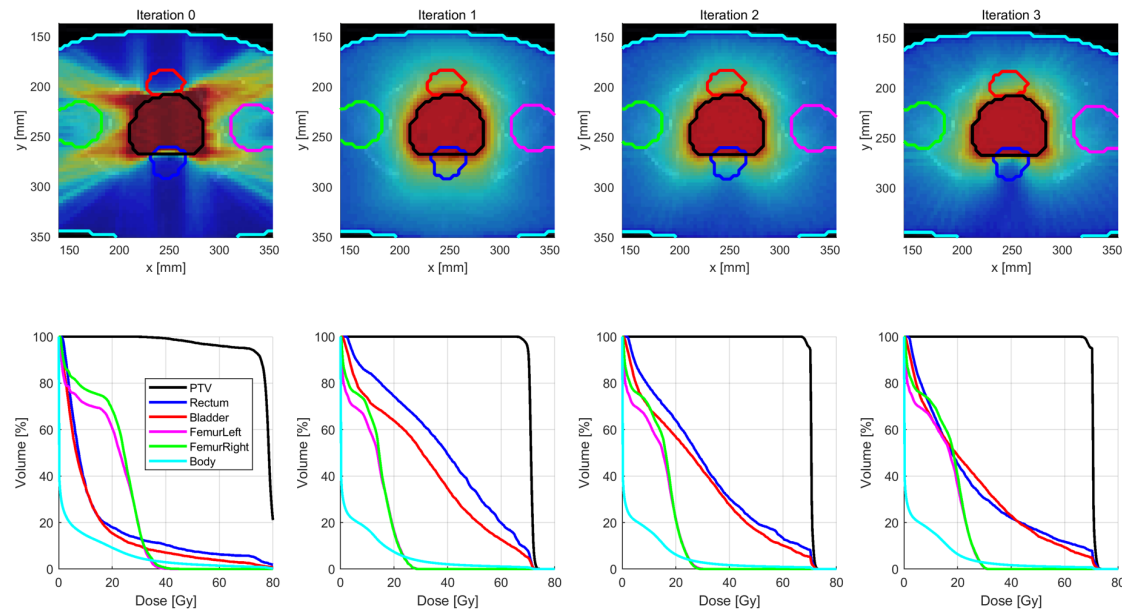 Iteration 0
Iteration 1
Iteration 2
Iteration 3
y [mm]
150
200
250
300
350
150 200 250 300 350
x [mm]
y [mm]
150
200
250
300
350
150 200 250 300 350
x [mm]
y [mm]
150
200
250
300
350
150 200 250 300 350
x [mm]
y [mm]
150
200
250
300
350
150 200 250 300 350
x [mm]
Volume [%]
100
80
60
40
20
0
0 20 40 60 80
Dose [Gy]
PTV
Rectum
Bladder
FemurLeft
FemurRight
Body
Volume [%]
100
80
60
40
20
0
0 20 40 60 80
Dose [Gy]
Volume [%]
100
80
60
40
20
0
0 20 40 60 80
Dose [Gy]
Volume [%]
100
80
60
40
20
0
0 20 40 60 80
Dose [Gy]